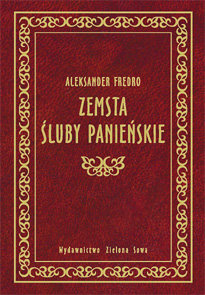 ALEKSANDER FREDRO
ZEMSTA
ŚLUBY PANIEŃSKIE
Wydawnictwo Zielona Sowa